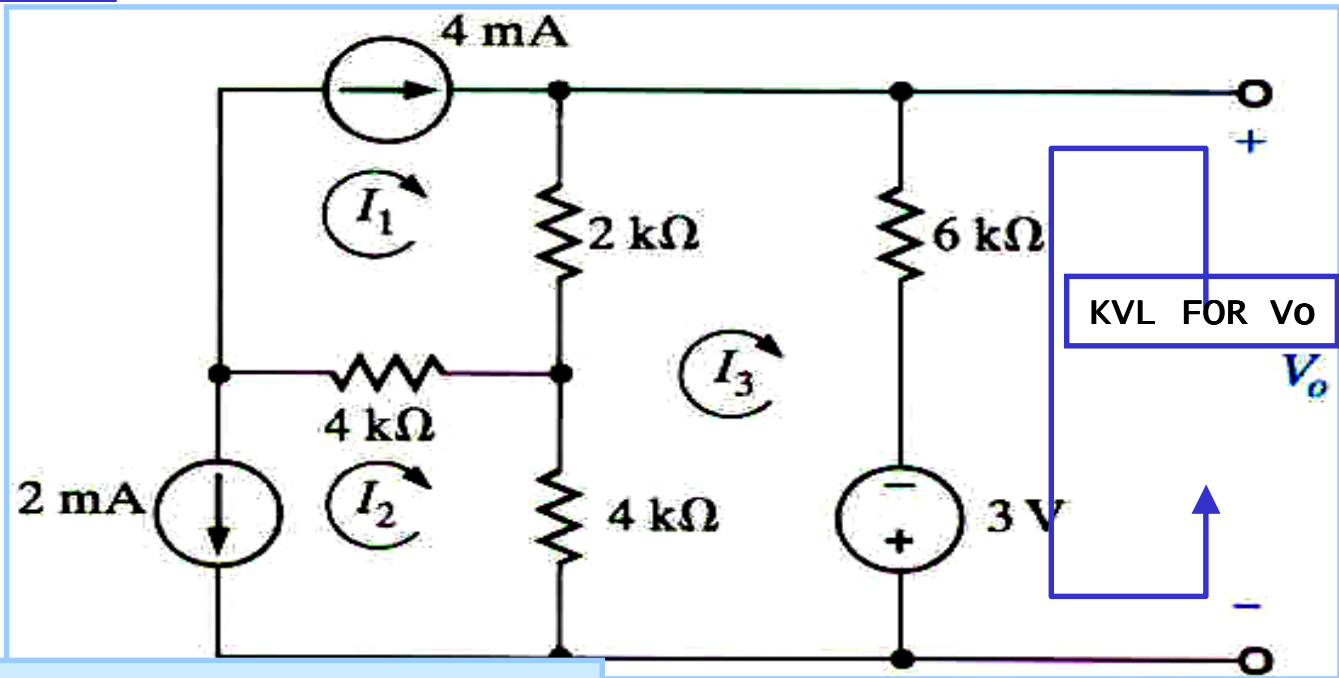 4 mA
+
I1
2 kΩ
6 kΩ
KVL FOR Vo
Vo
I3
4 kΩ
2 mA
I2
4 kΩ
−
+
3 V
−